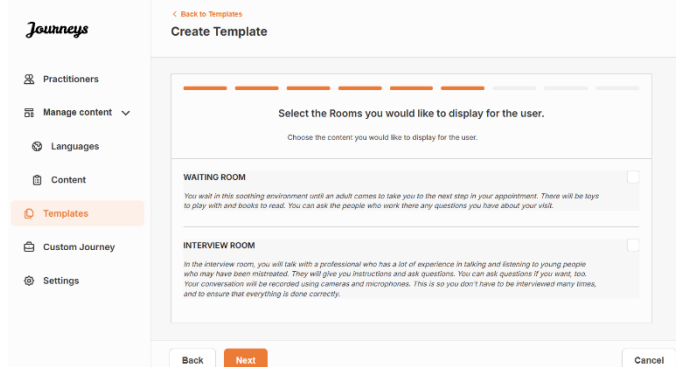 Journeys
Back to Templates
Create Template
Practitioners
Manage content
Languages
Content
Templates
Custom Journey
Settings
Select the Rooms you would like to display for the user.
Choose the content you would like to display for the user.
WAITING ROOM
You wait in this soothing environment until an adult comes to take you to the next step in your appointment. There will be toys
to play with and books to read. You can ask the people who work there any questions you have about your visit.
INTERVIEW ROOM
In the interview room, you will talk with a professional who has a lot of experience in talking and listening to young people
who may have been mistreated. They will give you instructions and ask questions. You can ask questions if you want, too.
Your conversation will be recorded using cameras and microphones. This is so you don't have to be interviewed many times,
and to ensure that everything is done correctly.
Back
Next
Cancel